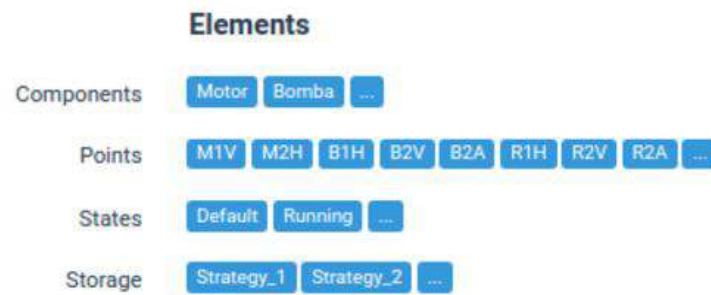 Elements
Components Motor Bomba ...
Points M1V M2H B1H B2V B2A R1H R2V R2A ...
States Default Running ...
Storage Strategy_1 Strategy_2 ...